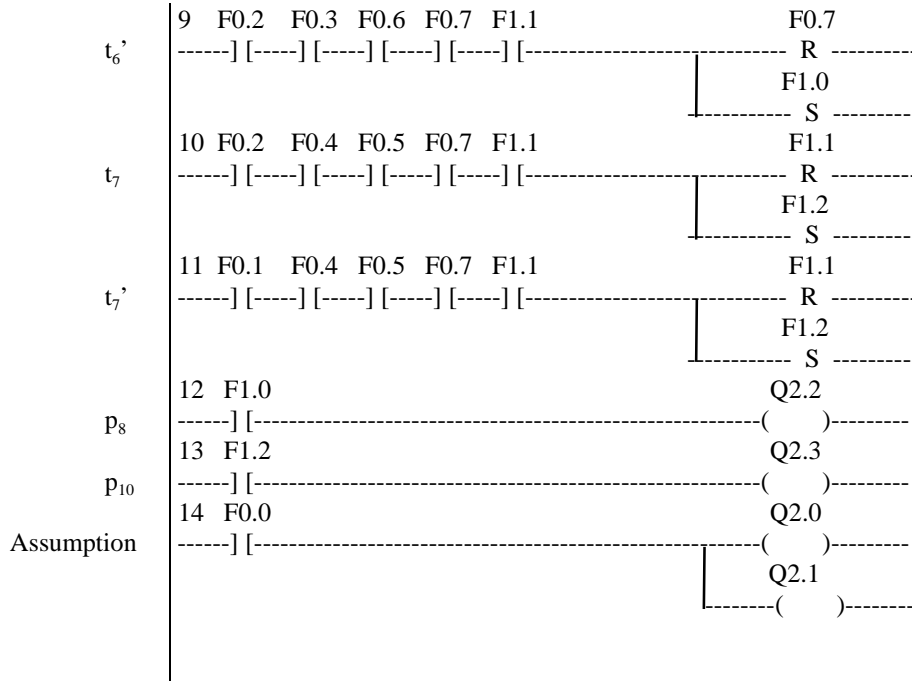 9 F0.2 F0.3 F0.6 F0.7 F1.1 F0.7
t6’ ------] [-----] [-----] [-----] [-----] [-------------------------------------- R -----------
F1.0
------------ S -----------
10 F0.2 F0.4 F0.5 F0.7 F1.1 F1.1
t7 ------] [-----] [-----] [-----] [-----] [-------------------------------------- R -----------
F1.2
------------ S -----------
11 F0.1 F0.4 F0.5 F0.7 F1.1 F1.1
t7’ ------] [-----] [-----] [-----] [-----] [-------------------------------------- R -----------
F1.2
------------ S -----------
12 F1.0 Q2.2
p8 ------] [------------------------------------------------------------( )---------
13 F1.2 Q2.3
p10 ------] [------------------------------------------------------------( )---------
14 F0.0 Q2.0
Assumption ------] [------------------------------------------------------------( )---------
Q2.1
--------( )---------